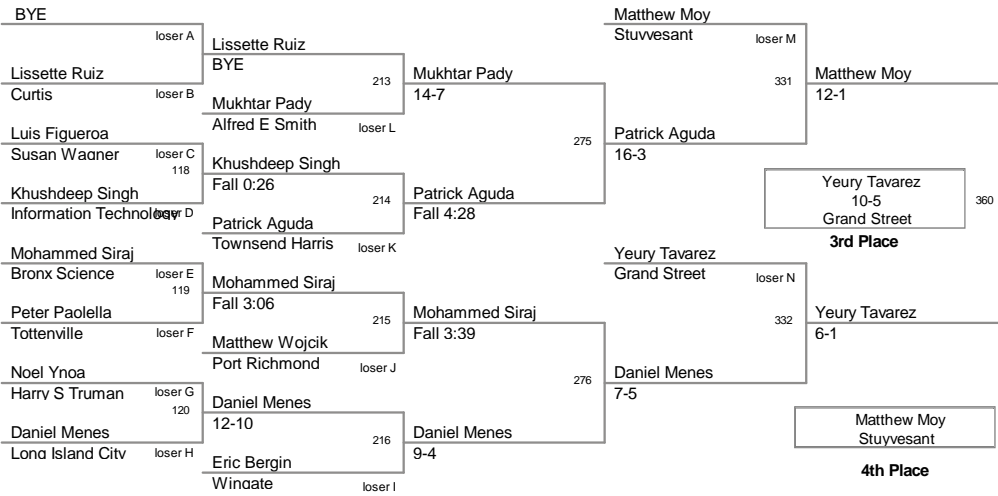 BYE
loser A
Lissette Ruiz
Curtis
loser B
Luis Figueroa
Susan Wagner
loser C
118
Khushdeep Singh
Information Technology
loser D
Mohammed Siraj
Bronx Science
loser E
119
Peter Paolella
Tottenville
loser F
Noel Ynoa
Harry S Truman
loser G
120
Daniel Menes
Long Island City
loser H
Lissette Ruiz
BYE
213
Mukhtar Pady
Alfred E Smith
loser L
Khushdeep Singh
Fall 0:26
214
Patrick Aguda
Townsend Harris
loser K
Mohammed Siraj
Fall 3:06
215
Matthew Wojcik
Port Richmond
loser J
Daniel Menes
12-10
216
Eric Bergin
Wingate
loser I
Mukhtar Pady
14-7
275
Patrick Aguda
Fall 4:28
Mohammed Siraj
Fall 3:39
276
Daniel Menes
9-4
Matthew Moy
Stuyvesant
loser M
331
Patrick Aguda
16-3
Yeury Tavarez
Grand Street
loser N
332
Daniel Menes
7-5
Matthew Moy
12-1
Yeury Tavarez
10-5
Grand Street
360
3rd Place
Yeury Tavarez
6-1
Matthew Moy
Stuyvesant
4th Place